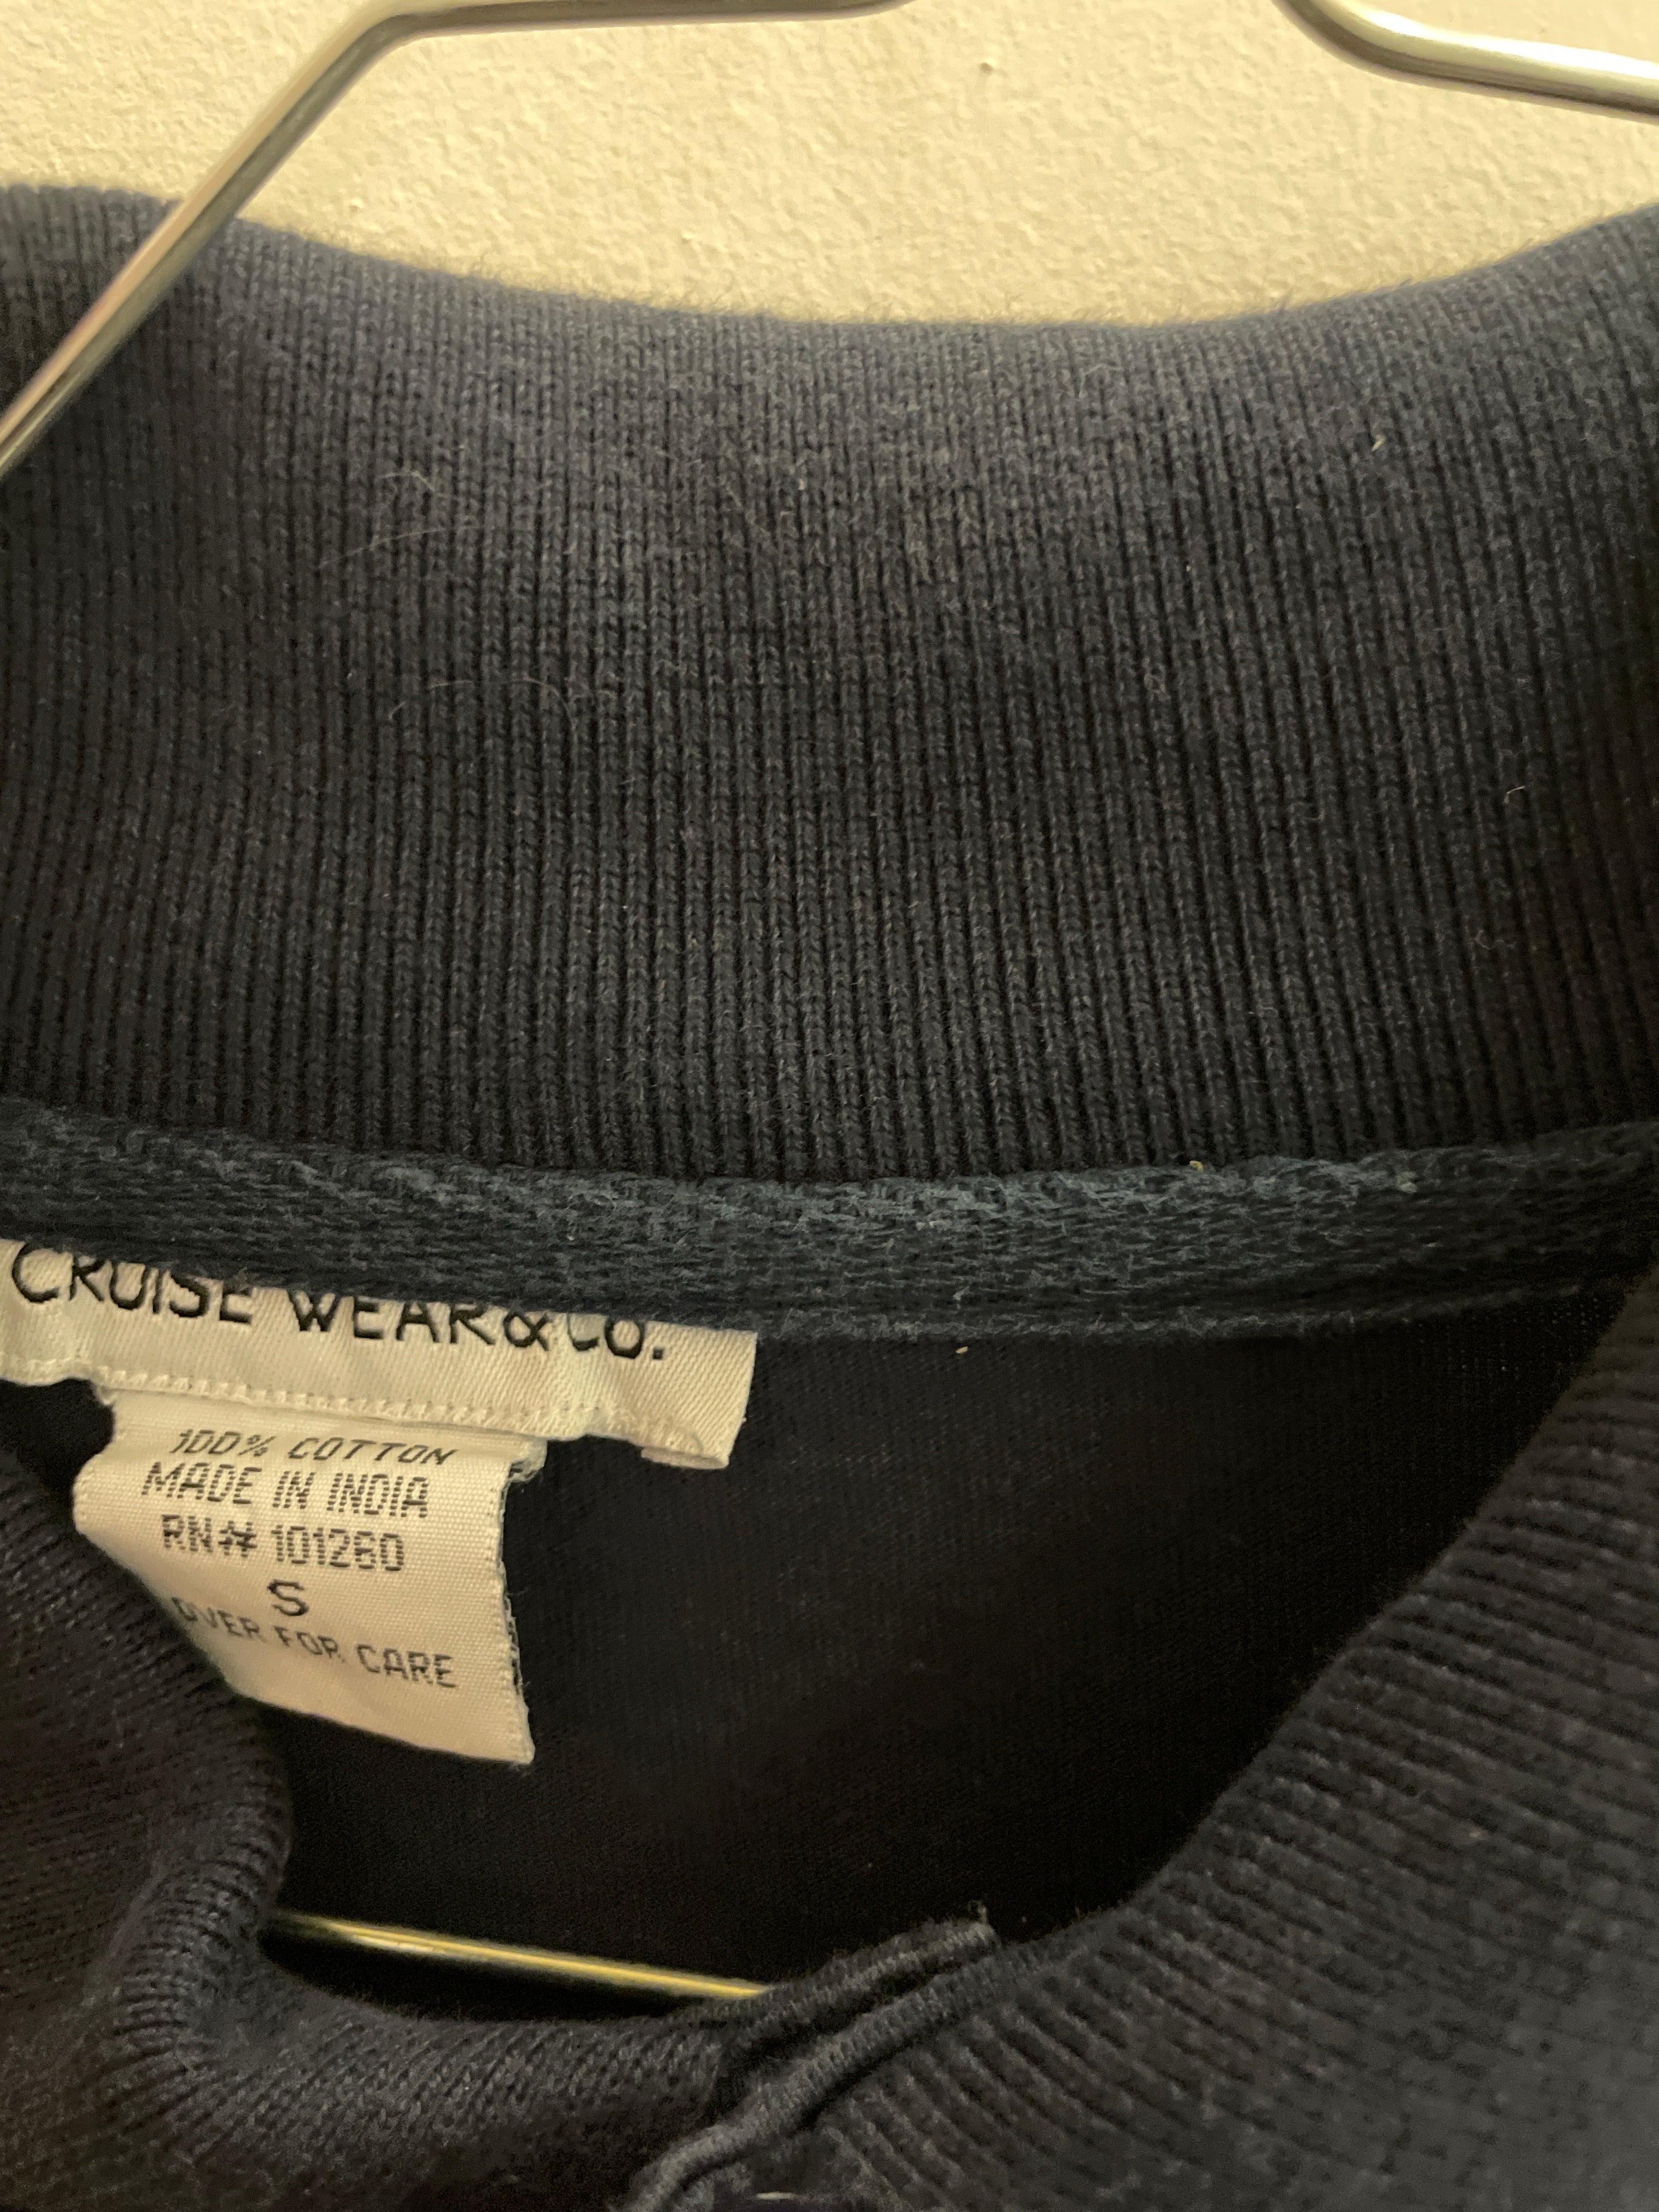 CRUISE WEAR & CO.
100% COTTON
MADE IN INDIA
RN# 101260
S
OVER FOR CARE